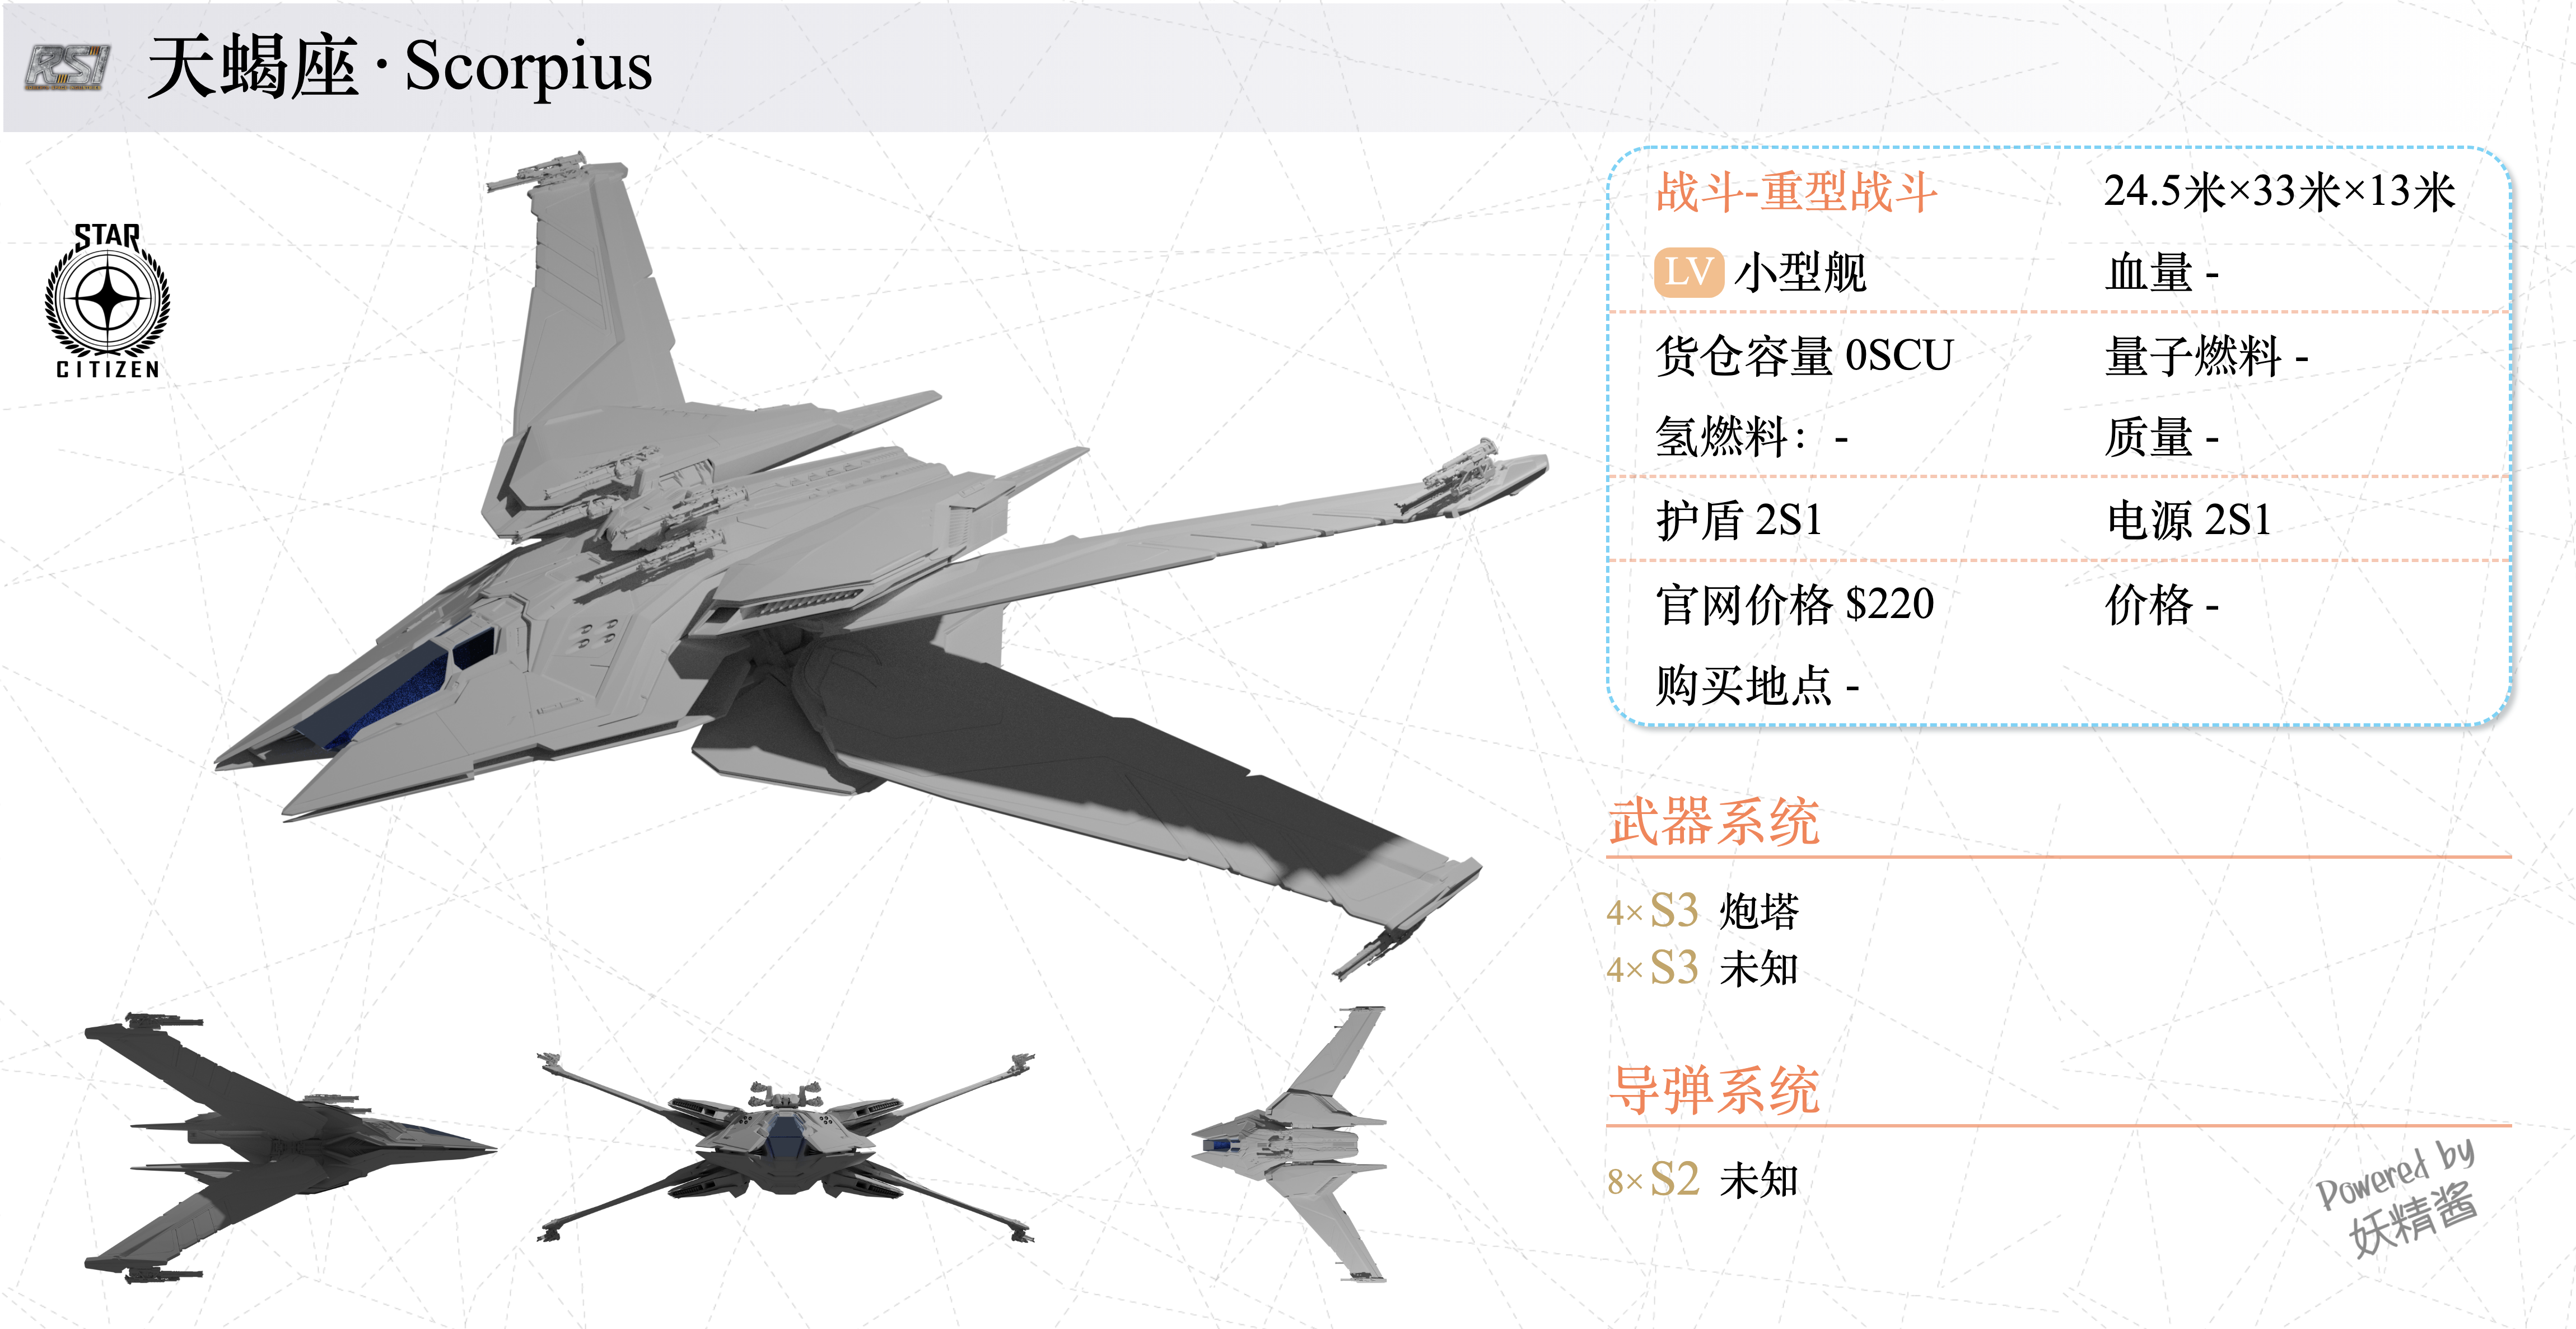 RSI
天蝎座·Scorpius
STAR
CITIZEN
战斗-重型战斗 24.5米×33米×13米
LV 小型舰 血量 -
货仓容量 0SCU 量子燃料 -
氢燃料：- 质量 -
护盾 2S1 电源 2S1
官网价格 $220 价格 -
购买地点 -
武器系统
4× S3 炮塔
4× S3 未知
导弹系统
8× S2 未知
Powered by
妖精酱